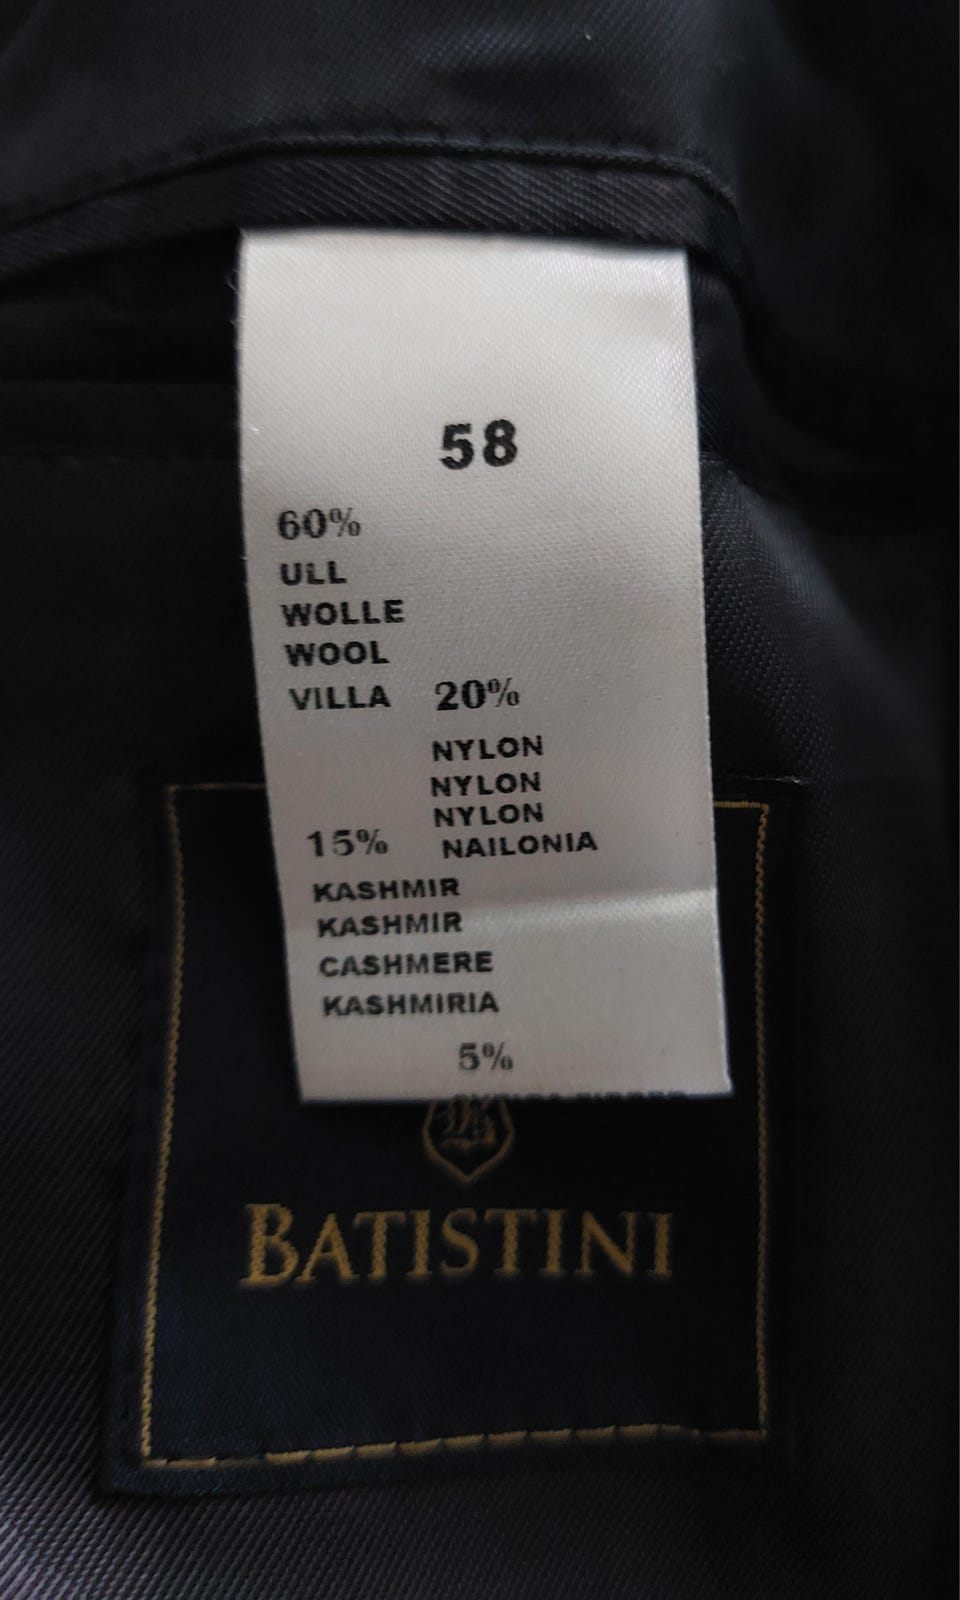 58
60%
ULL
WOLLE
WOOL
VILLA
20%
NYLON
NYLON
NYLON
NAILONIA
15%
KASHMIR
KASHMIR
CASHMERE
KASHMIRIA
5%
BATISTINI